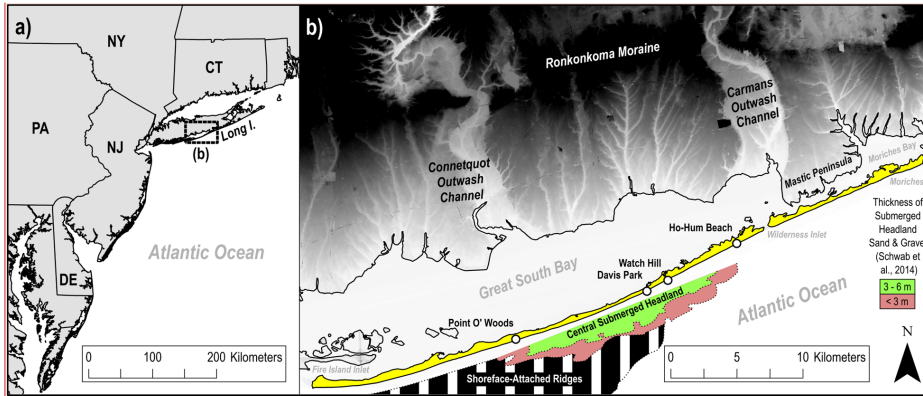 a)
NY
CT
PA
NJ
Long I.
(b)
DE
Atlantic Ocean
0 100 200 Kilometers
b)
Ronkonkoma Moraine
Carmans
Outwash
Channel
Connetquot
Outwash
Channel
Moriches Bay
Mastic Peninsula
Moriches
Ho-Hum Beach
Wilderness Inlet
Watch Hill
Davis Park
Great South Bay
Central Submerged Headland
Atlantic Ocean
Point O' Woods
Fire Island Inlet
Shoreface-Attached Ridges
0 5 10 Kilometers
Thickness of
Submerged
Headland
Sand & Gravel
(Schwab et
al., 2014)
3 - 6 m
< 3 m
N